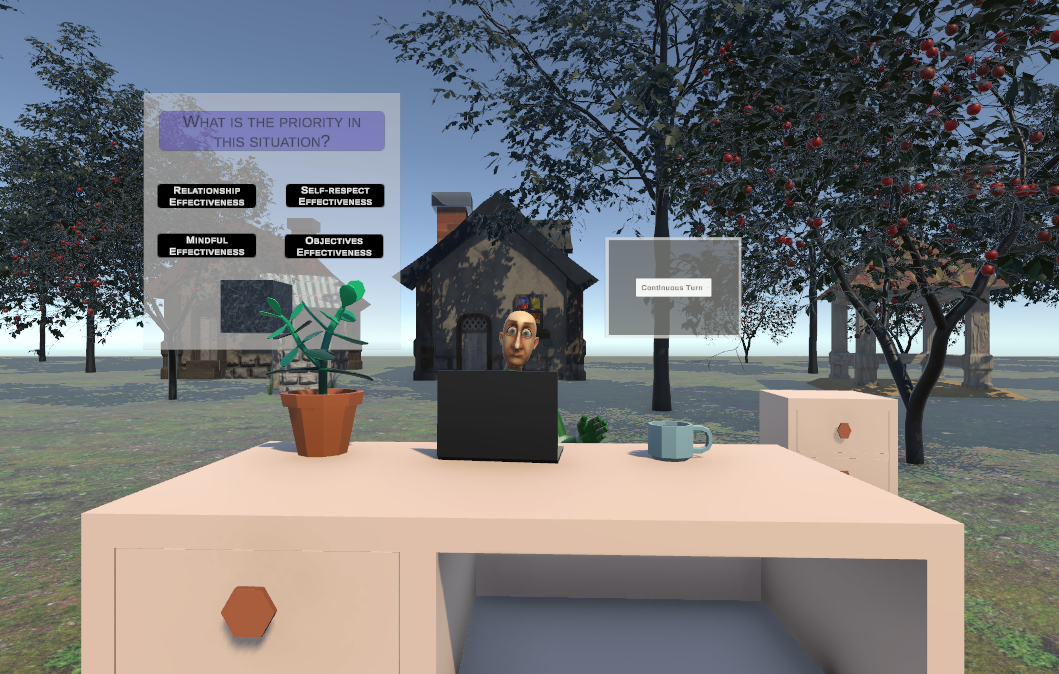 What is the priority in
this situation?
Relationship
Effectiveness
Self-respect
Effectiveness
Mindful
Effectiveness
Objectives
Effectiveness
Continuous Turn